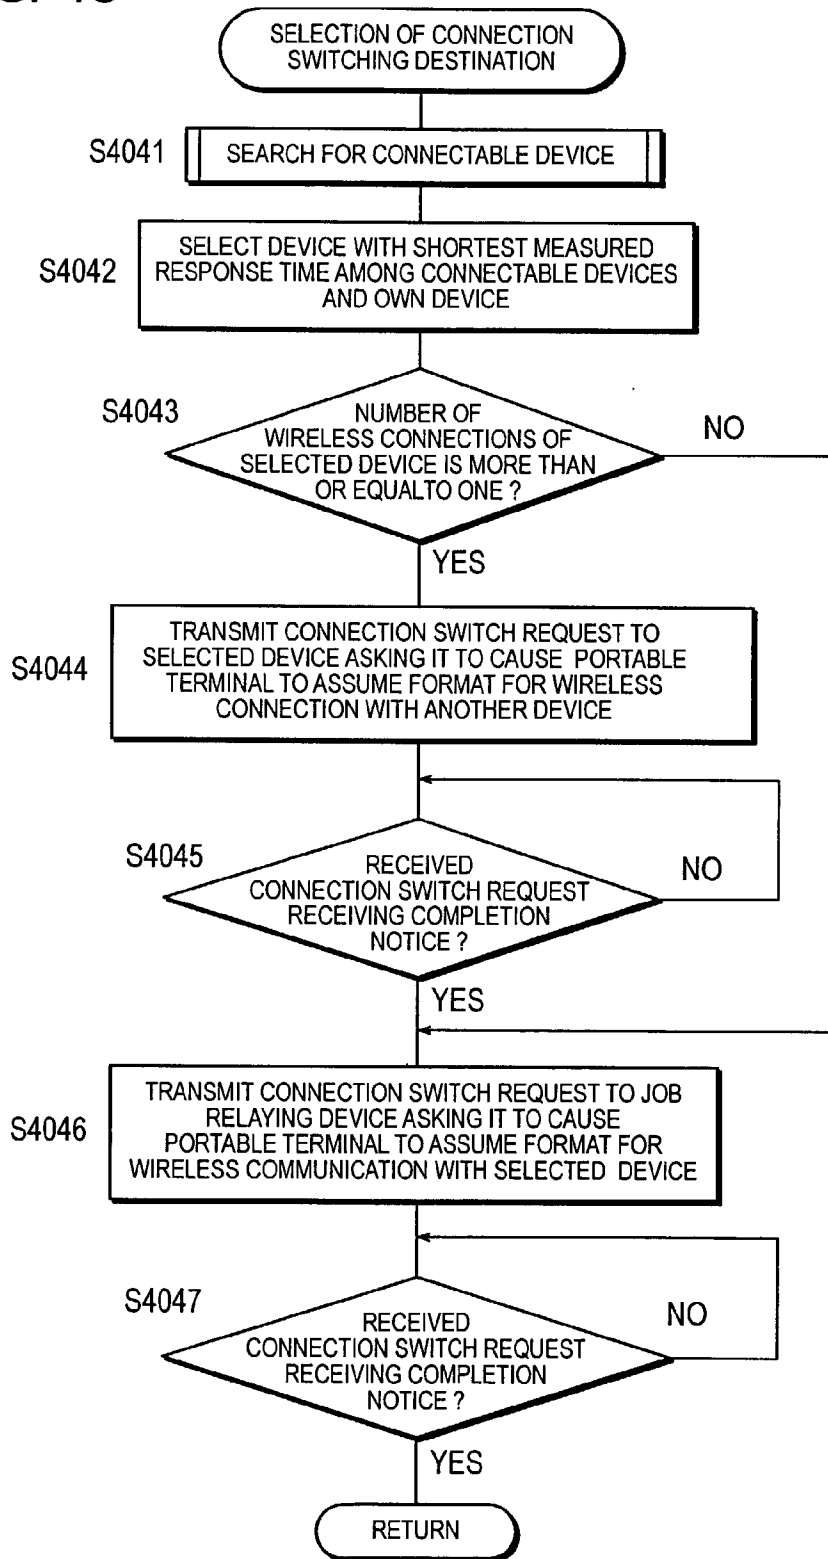 SELECTION OF CONNECTION
SWITCHING DESTINATION
S4041
SEARCH FOR CONNECTABLE DEVICE
S4042
SELECT DEVICE WITH SHORTEST MEASURED
RESPONSE TIME AMONG CONNECTABLE DEVICES
AND OWN DEVICE
S4043
NUMBER OF
WIRELESS CONNECTIONS OF
SELECTED DEVICE IS MORE THAN
OR EQUALTO ONE ?
NO
YES
S4044
TRANSMIT CONNECTION SWITCH REQUEST TO
SELECTED DEVICE ASKING IT TO CAUSE PORTABLE
TERMINAL TO ASSUME FORMAT FOR WIRELESS
CONNECTION WITH ANOTHER DEVICE
S4045
RECEIVED
CONNECTION SWITCH REQUEST
RECEIVING COMPLETION
NOTICE ?
NO
YES
S4046
TRANSMIT CONNECTION SWITCH REQUEST TO JOB
RELAYING DEVICE ASKING IT TO CAUSE
PORTABLE TERMINAL TO ASSUME FORMAT FOR
WIRELESS COMMUNICATION WITH SELECTED DEVICE
S4047
RECEIVED
CONNECTION SWITCH REQUEST
RECEIVING COMPLETION
NOTICE ?
NO
YES
RETURN